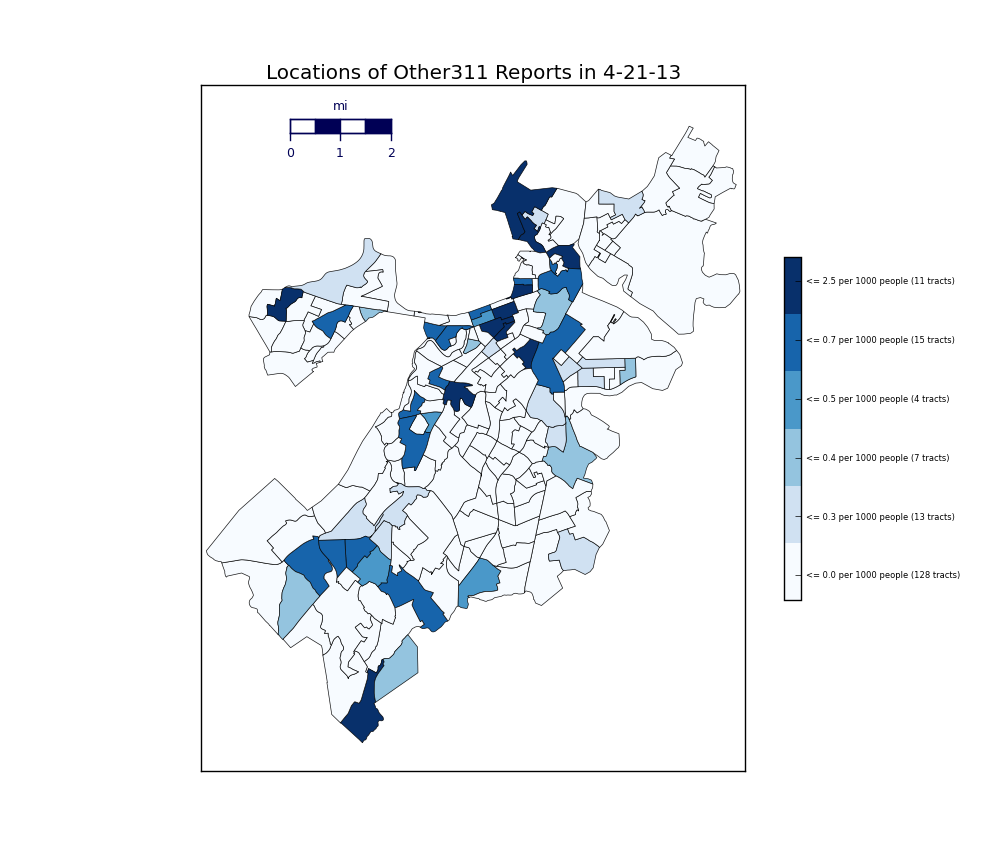 Locations of Other311 Reports in 4-21-13
mi
0 1 2
<= 2.5 per 1000 people (11 tracts)
<= 0.7 per 1000 people (15 tracts)
<= 0.5 per 1000 people (4 tracts)
<= 0.4 per 1000 people (7 tracts)
<= 0.3 per 1000 people (13 tracts)
<= 0.0 per 1000 people (128 tracts)